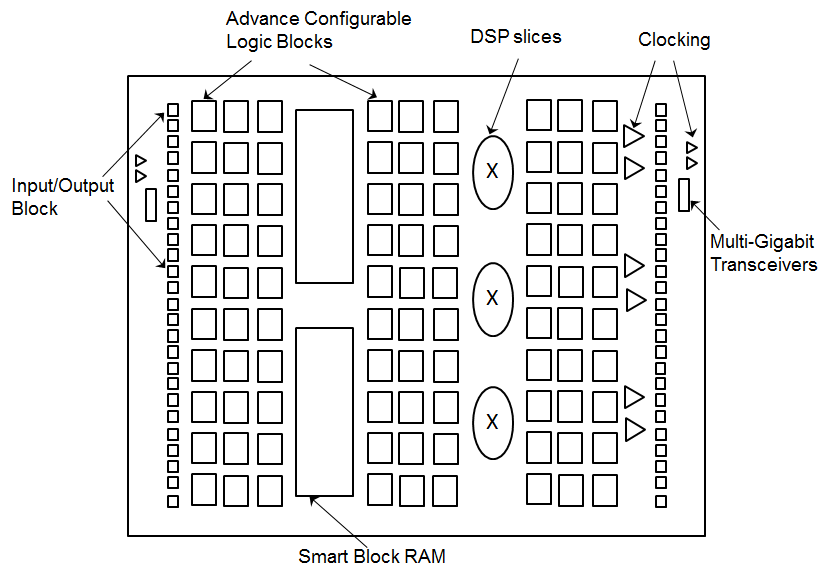 Advance Configurable
Logic Blocks
DSP slices
Clocking
Input/Output
Block
X
X
X
Multi-Gigabit
Transceivers
Smart Block RAM